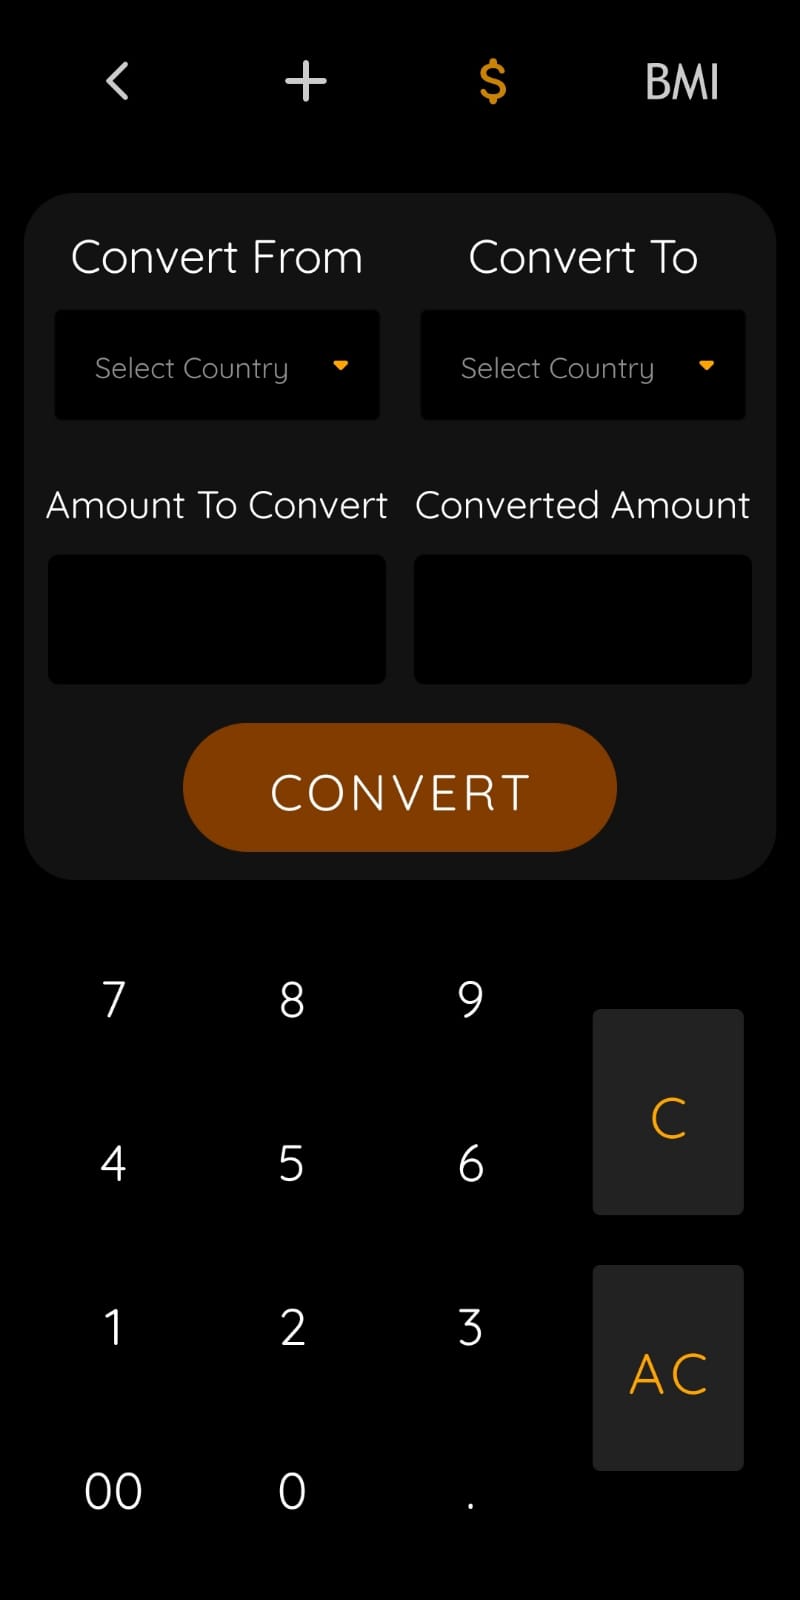 + $ BMI
Convert From Convert To
Select Country Select Country
Amount To Convert Converted Amount
CONVERT
7 8 9
C
4 5 6
1 2 3
AC
00 0 .